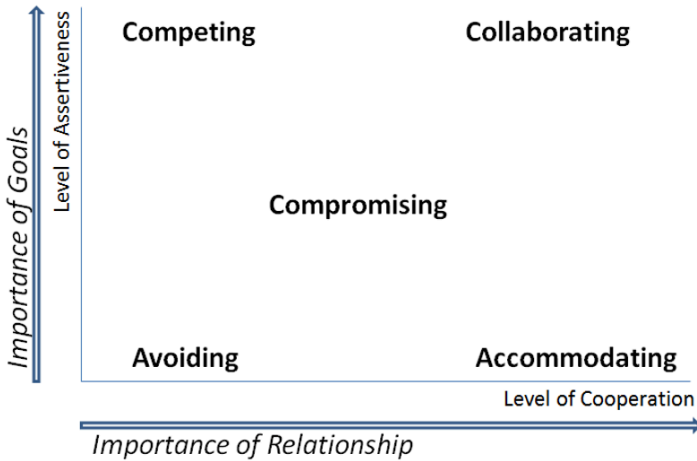 Competing
Collaborating
Importance of Goals
Level of Assertiveness
Compromising
Avoiding
Accommodating
Level of Cooperation
Importance of Relationship